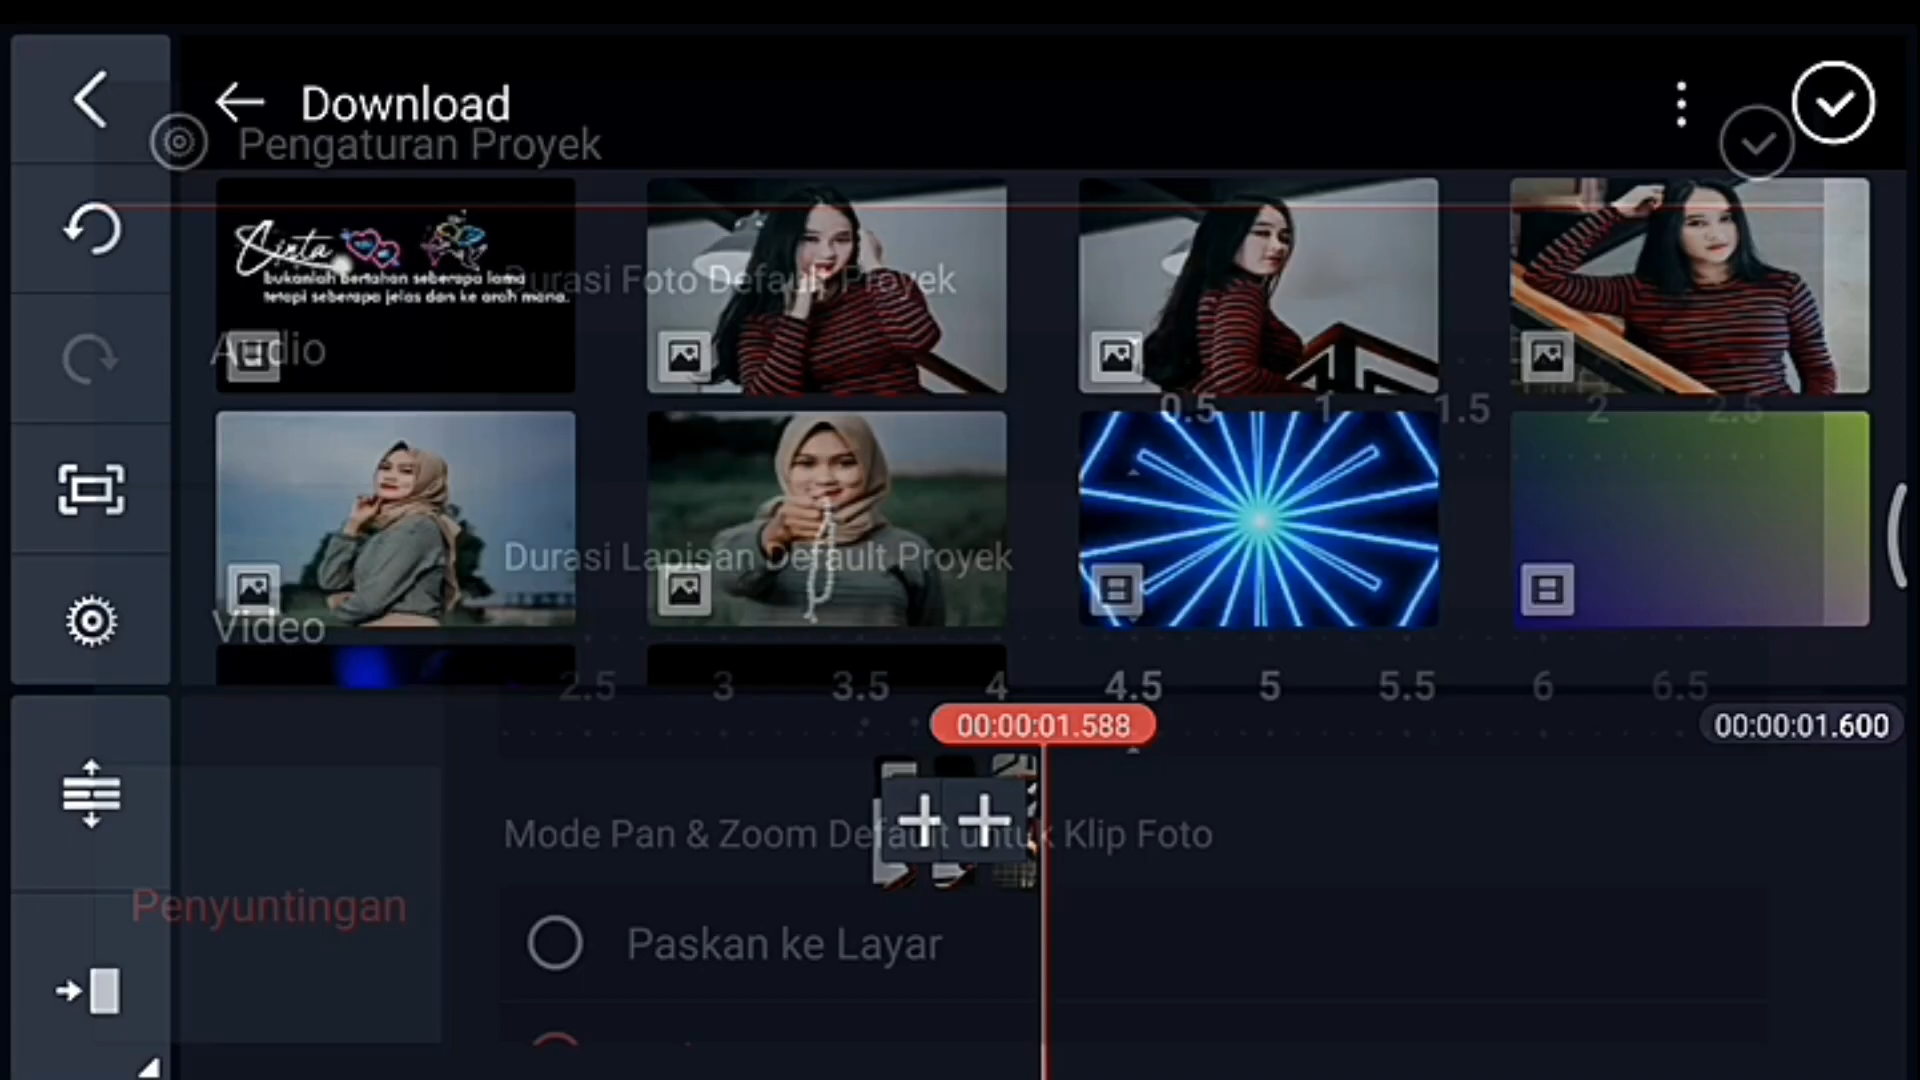 Download
Pengaturan Proyek
Cinta
bukanlah bertahan seberapa lama
tetapi seberapa jelas dan ke arah mana.
Durasi Foto Default Proyek
Audio
0.5 1 1.5 2 2.5
Durasi Lapisan Default Proyek
Video
2.5 3 3.5 4 4.5 5 5.5 6 6.5
00:00:01.588
00:00:01.600
Mode Pan & Zoom Default untuk Klip Foto
Penyuntingan
Paskan ke Layar